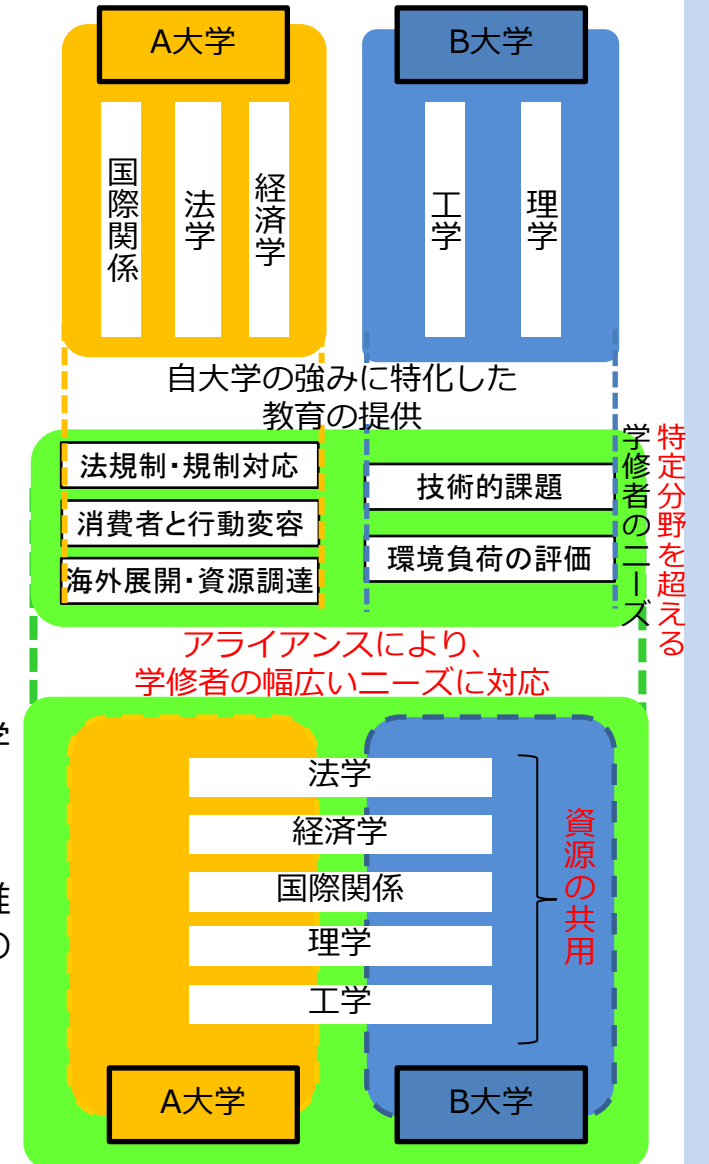 A大学
B大学
国際関係
法学
経済学
工学
理学
自大学の強みに特化した
教育の提供
法規制・規制対応
消費者と行動変容
海外展開・資源調達
技術的課題
環境負荷の評価
特定分野を超える
学修者のニーズ
アライアンスにより、
学修者の幅広いニーズに対応
法学
経済学
国際関係
理学
工学
資源の共用
A大学
B大学